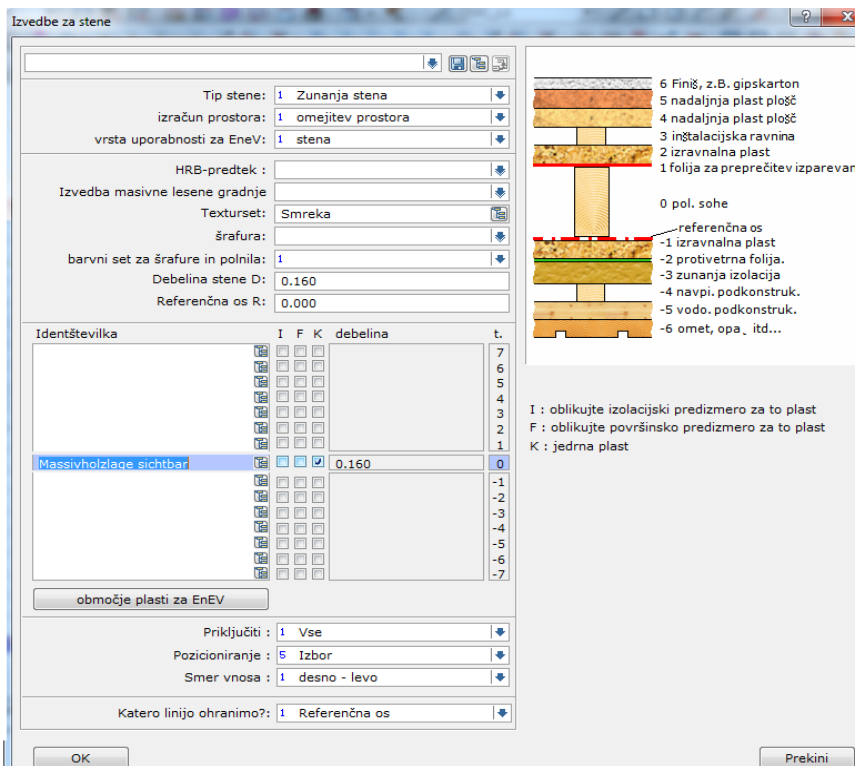 Izvedbe za stene
Tip stene: 1 Zunanja stena
izračun prostora: 1 omejitev prostora
vrsta uporabnosti za EneV: 1 stena
HRB-predtek :
Izvedba masivne lesene gradnje
Texturset: Smreka
šrafura:
barvni set za šrafure in polnila: 1
Debelina stene D: 0.160
Referenčna os R: 0.000
Identštevilka I F K debelina t.
7
6
5
4
3
2
1
Massivholzlage sichtbar 0.160 0
-1
-2
-3
-4
-5
-6
-7
območje plasti za EnEV
Priključiti : 1 Vse
Pozicioniranje : 5 Izbor
Smer vnosa : 1 desno - levo
Katero linijo ohranimo?: 1 Referenčna os
OK
Prekini
6 Finiš, z.B. gipskarton
5 nadaljnja plast plošč
4 nadaljnja plast plošč
3 inštalacijska ravnina
2 izravnalna plast
1 folija za preprečitev izparevan
0 pol. sohe
referenčna os
-1 izravnalna plast
-2 protivetrna folija.
-3 zunanja izolacija
-4 navpi. podkonstruk.
-5 vodo. podkonstruk.
-6 omet, opa˛ itd...
I : oblikujte izolacijski predizmero za to plast
F : oblikujte površinsko predizmero za to plast
K : jedrna plast